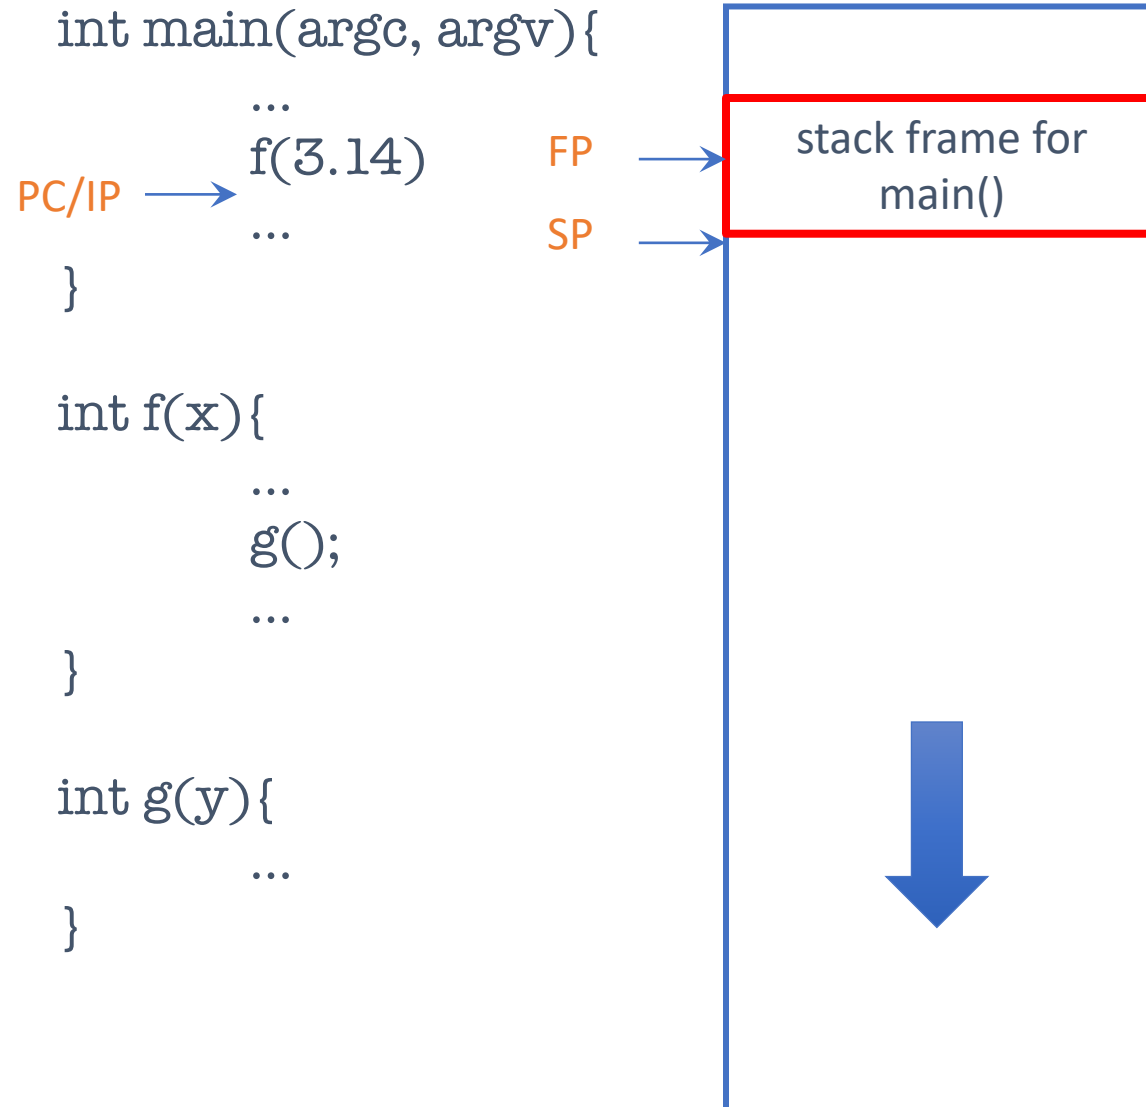 int main(argc, argv){
...
f(3.14)
PC/IP
...
}
int f(x){
...
g();
...
}
int g(y){
...
}
FP
SP
stack frame for
main()